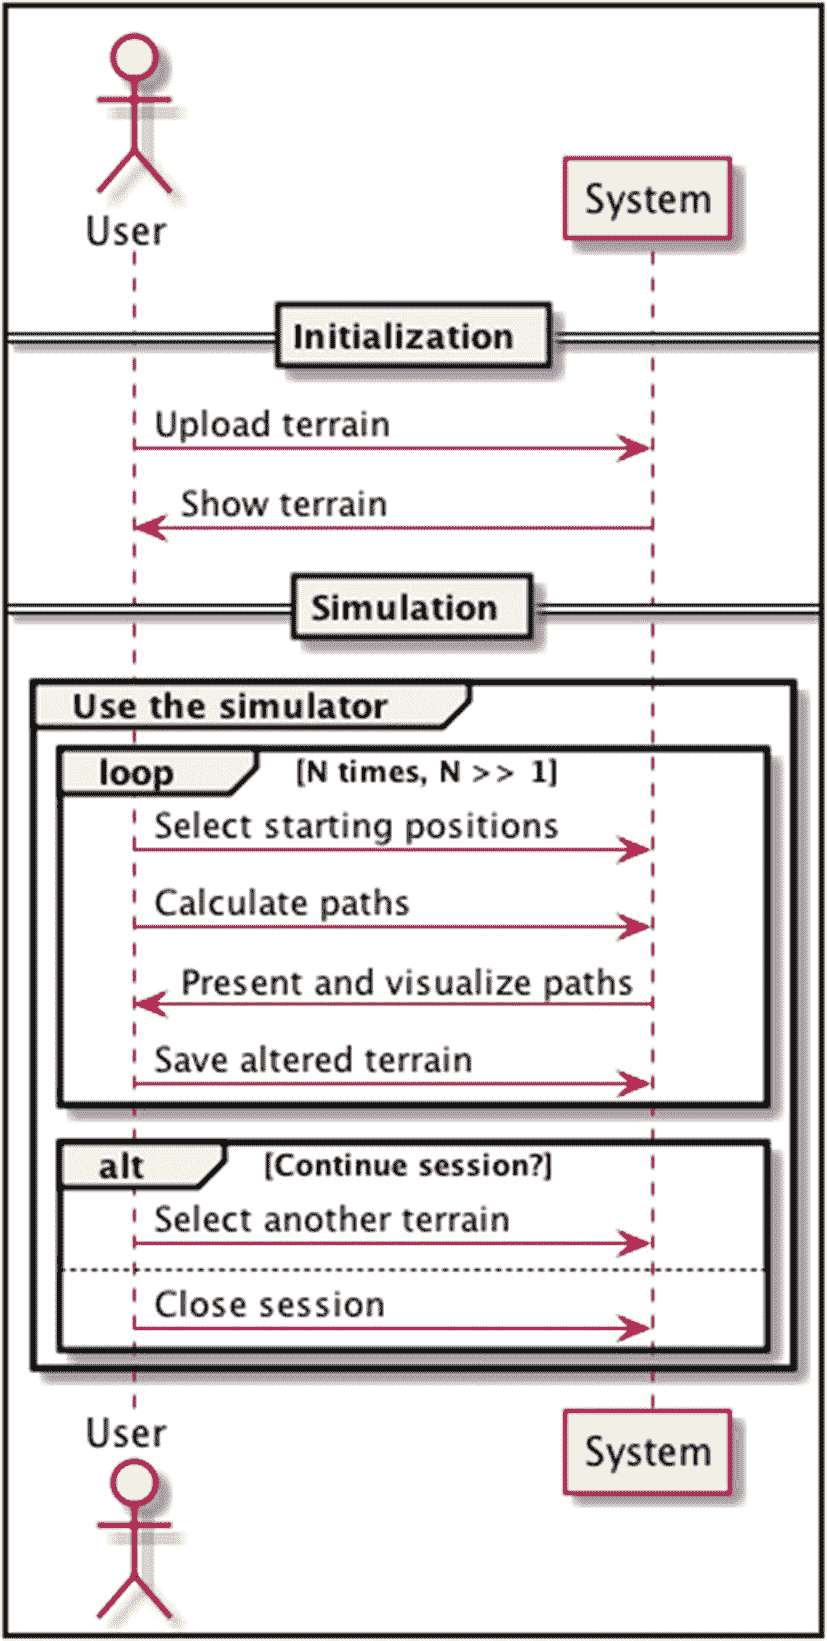 User
System
Initialization
Upload terrain
Show terrain
Simulation
Use the simulator
loop [N times, N >> 1]
Select starting positions
Calculate paths
Present and visualize paths
Save altered terrain
alt [Continue session?]
Select another terrain
Close session
User
System